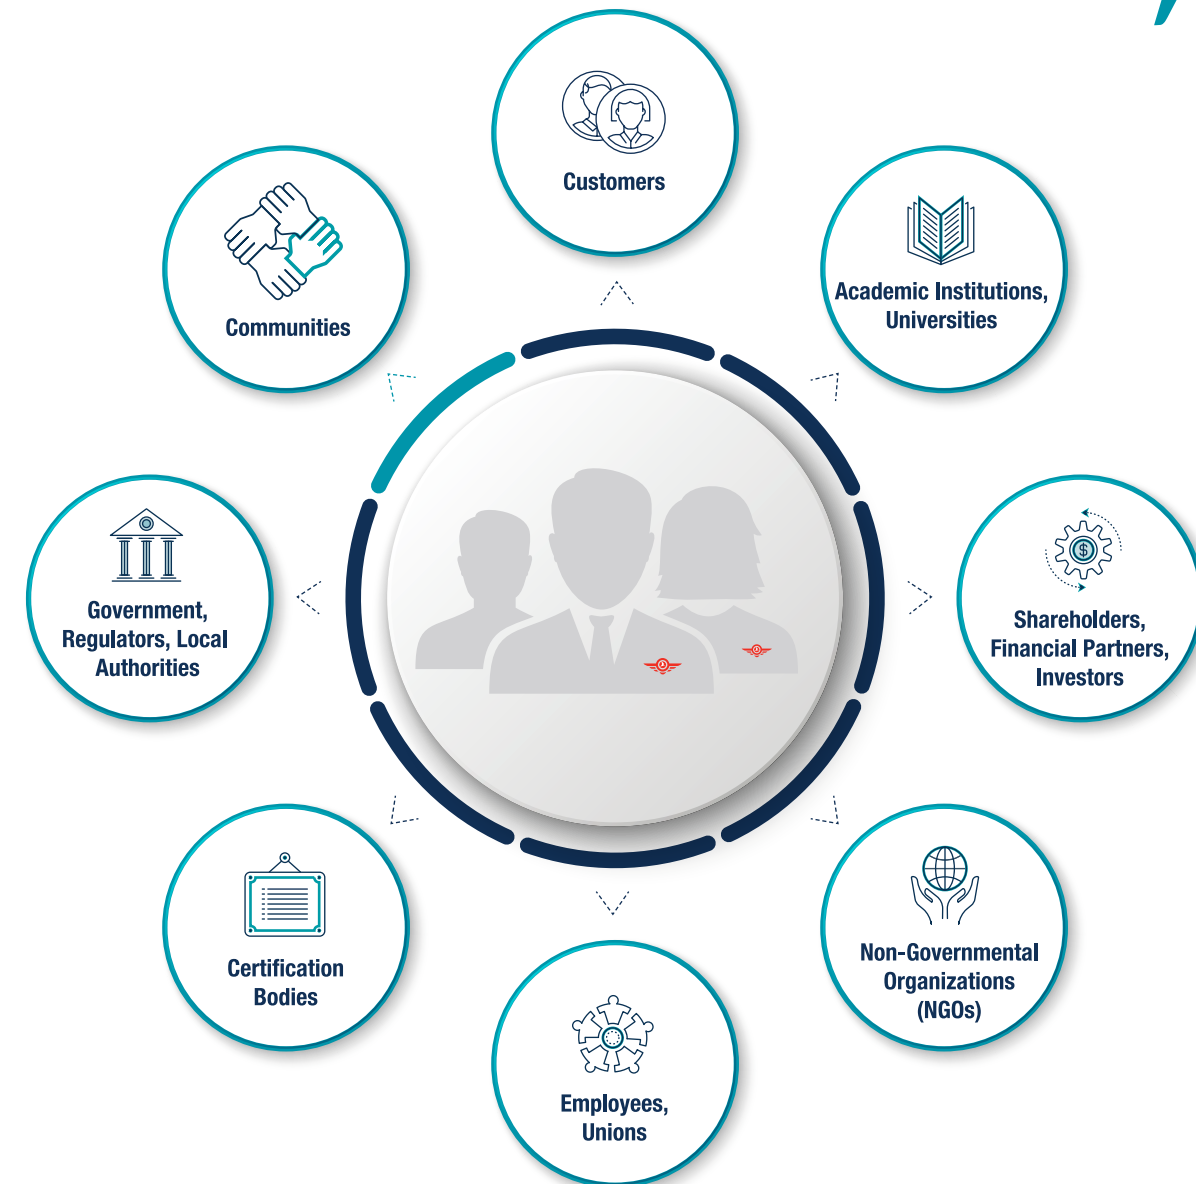 Customers
Academic Institutions,
Universities
Shareholders,
Financial Partners,
Investors
Non-Governmental
Organizations
(NGOs)
Employees,
Unions
Certification
Bodies
Government,
Regulators, Local
Authorities
Communities